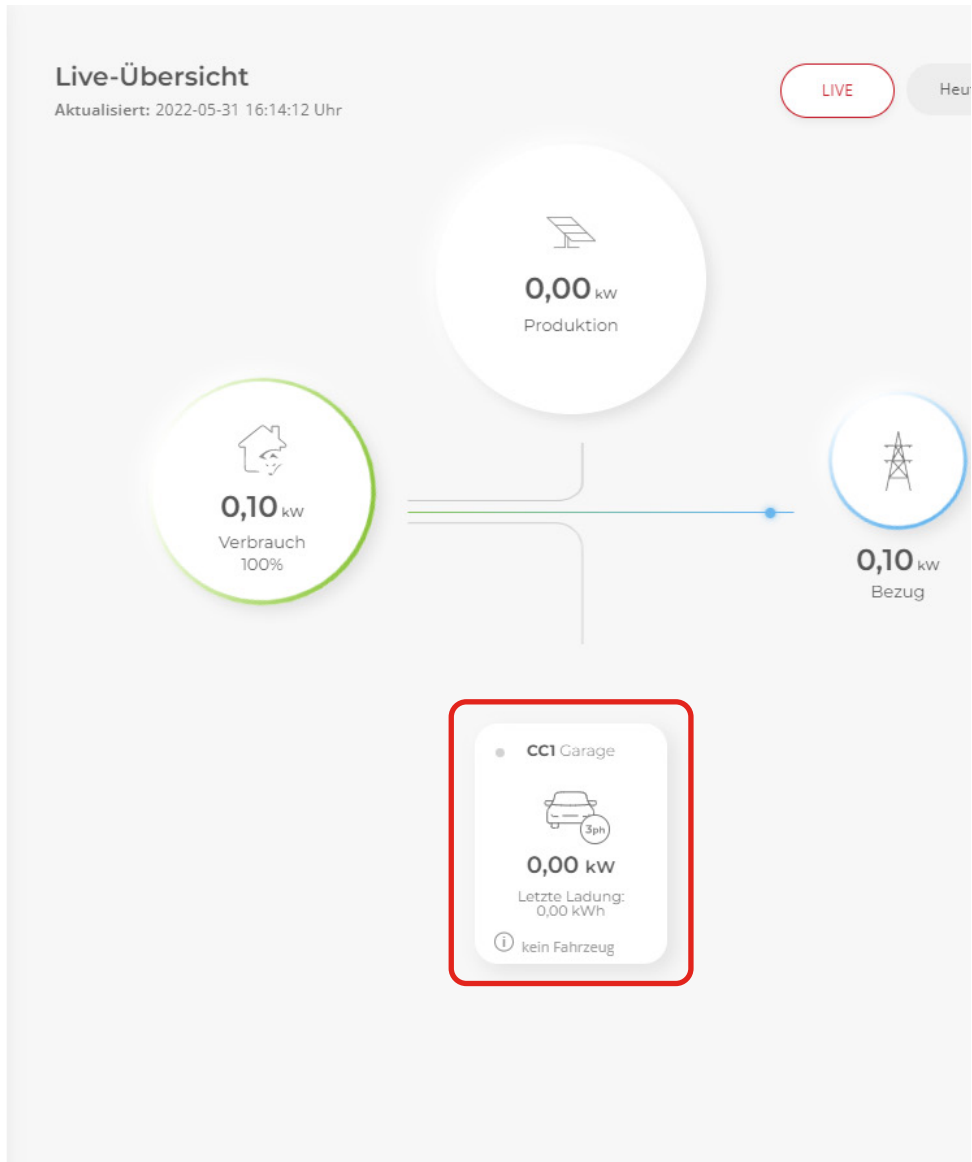 Live-Übersicht
Aktualisiert: 2022-05-31 16:14:12 Uhr
LIVE
0,00 kW
Produktion
0,10 kW
Verbrauch
100%
0,10 kW
Bezug
CC1 Garage
3ph
0,00 kW
Letzte Ladung:
0,00 kWh
i
kein Fahrzeug